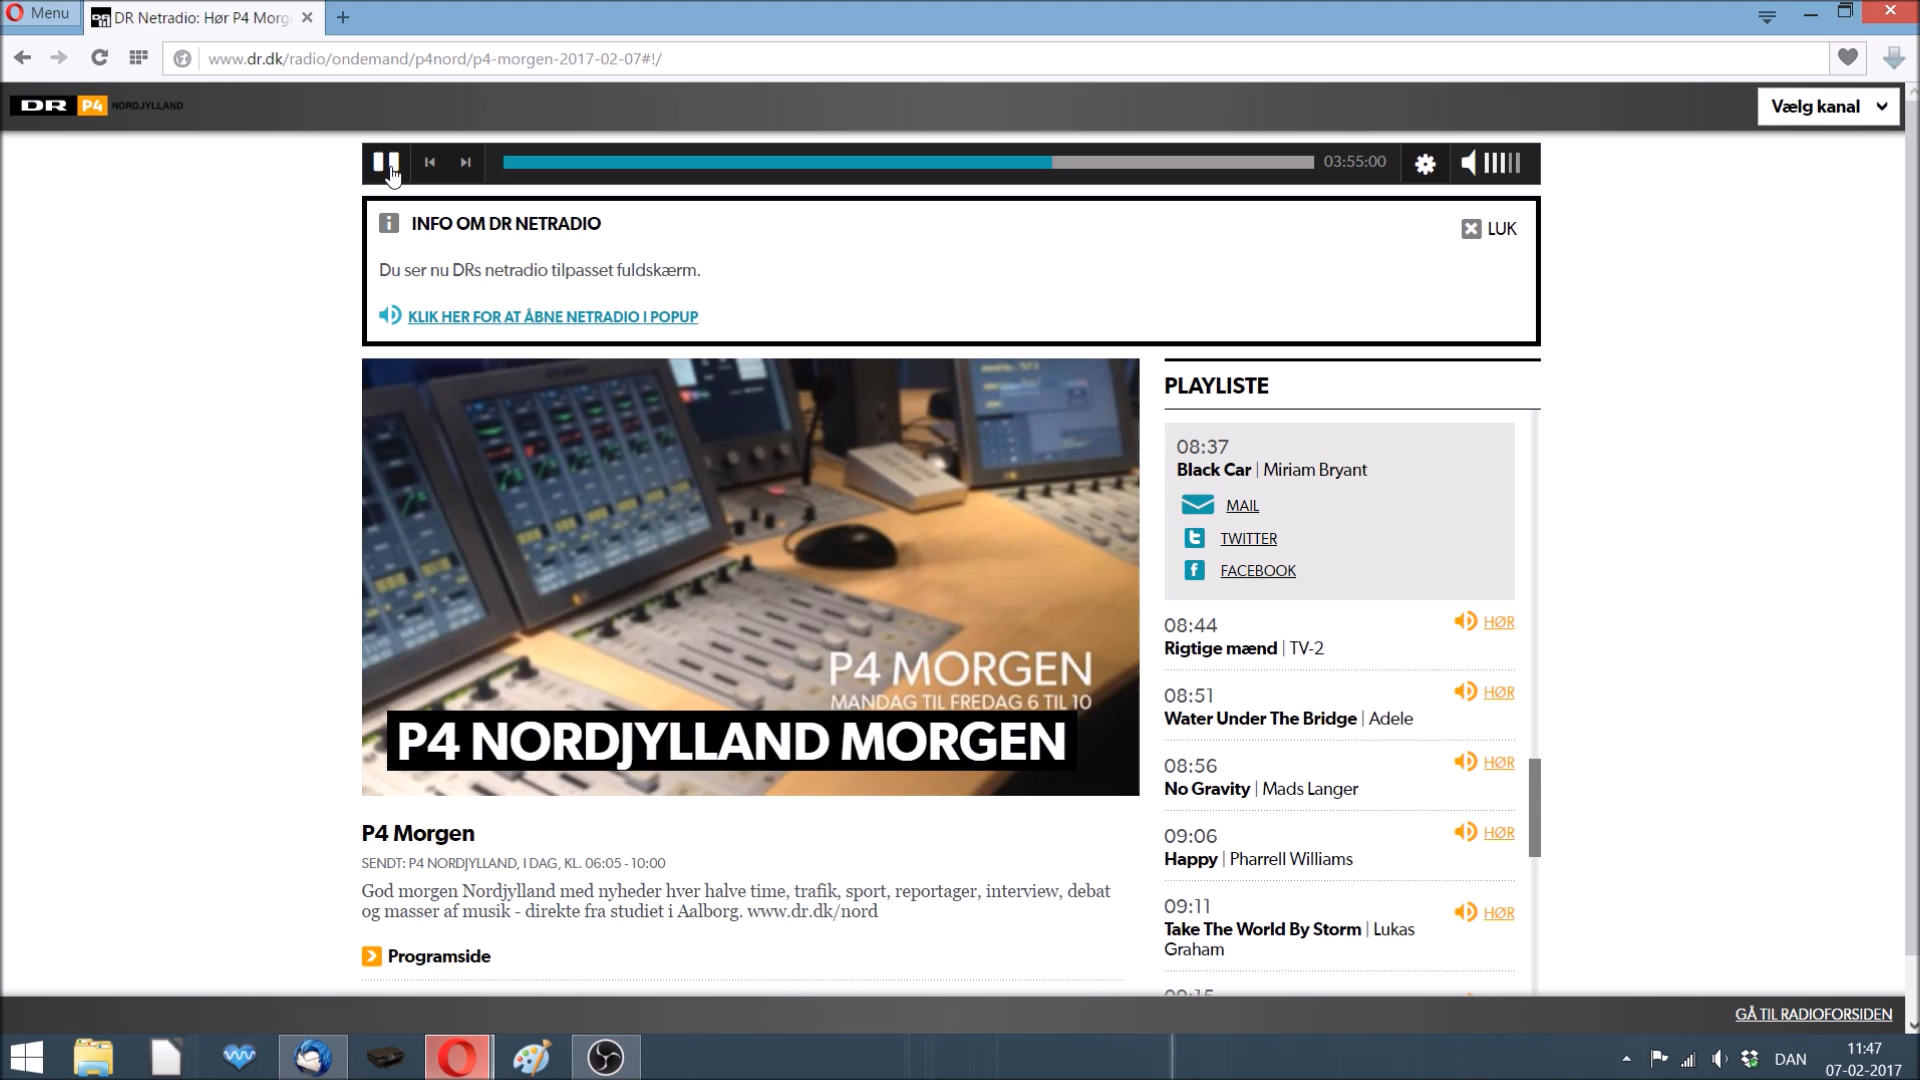 Menu
DR Netradio: Hør P4 Morg
www.dr.dk/radio/ondemand/p4nord/p4-morgen-2017-02-07#!/
DR P4 NORDJYLLAND
Vælg kanal
03:55:00
INFO OM DR NETRADIO
LUK
Du ser nu DRs netradio tilpasset fuldskærm.
KLIK HER FOR AT ÅBNE NETRADIO I POPUP
P4 MORGEN
MANDAG TIL FREDAG 6 TIL 10
P4 NORDJYLLAND MORGEN
P4 Morgen
SENDT: P4 NORDJYLLAND, I DAG, KL. 06:05 - 10:00
God morgen Nordjylland med nyheder hver halve time, trafik, sport, reportager, interview, debat
og masser af musik - direkte fra studiet i Aalborg. www.dr.dk/nord
Programside
PLAYLISTE
08:37
Black Car | Miriam Bryant
MAIL
TWITTER
FACEBOOK
08:44
HØR
Rigtige mænd | TV-2
08:51
HØR
Water Under The Bridge | Adele
08:56
HØR
No Gravity | Mads Langer
09:06
HØR
Happy | Pharrell Williams
09:11
HØR
Take The World By Storm | Lukas
Graham
09:15
GÅ TIL RADIOFORSIDEN
DAN
11:47
07-02-2017